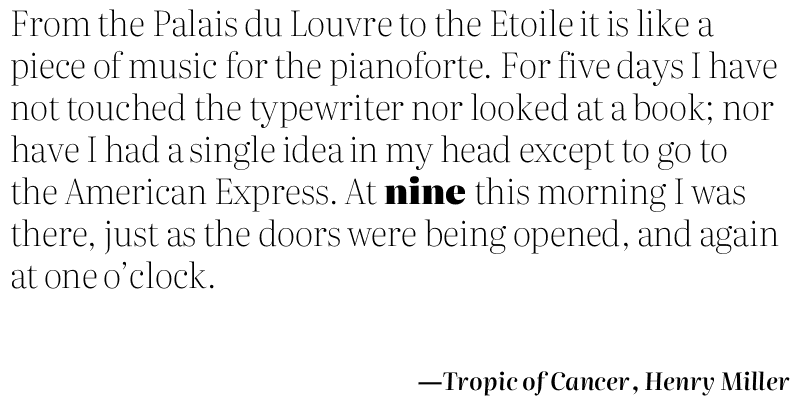 From the Palais du Louvre to the Etoile it is like a
piece of music for the pianoforte. For five days I have
not touched the typewriter nor looked at a book; nor
have I had a single idea in my head except to go to
the American Express. At nine this morning I was
there, just as the doors were being opened, and again
at one o’clock.
—Tropic of Cancer, Henry Miller